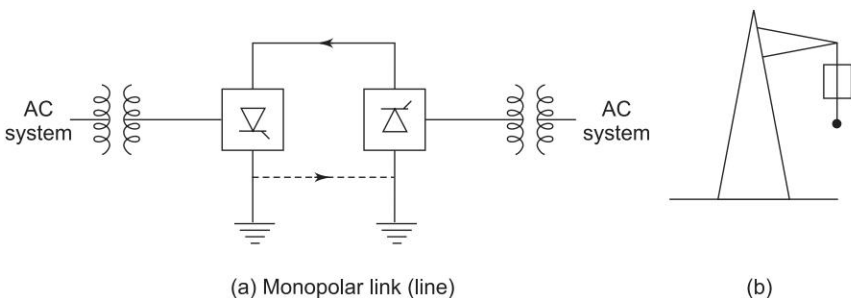 AC
system
AC
system
(a) Monopolar link (line)
(b)